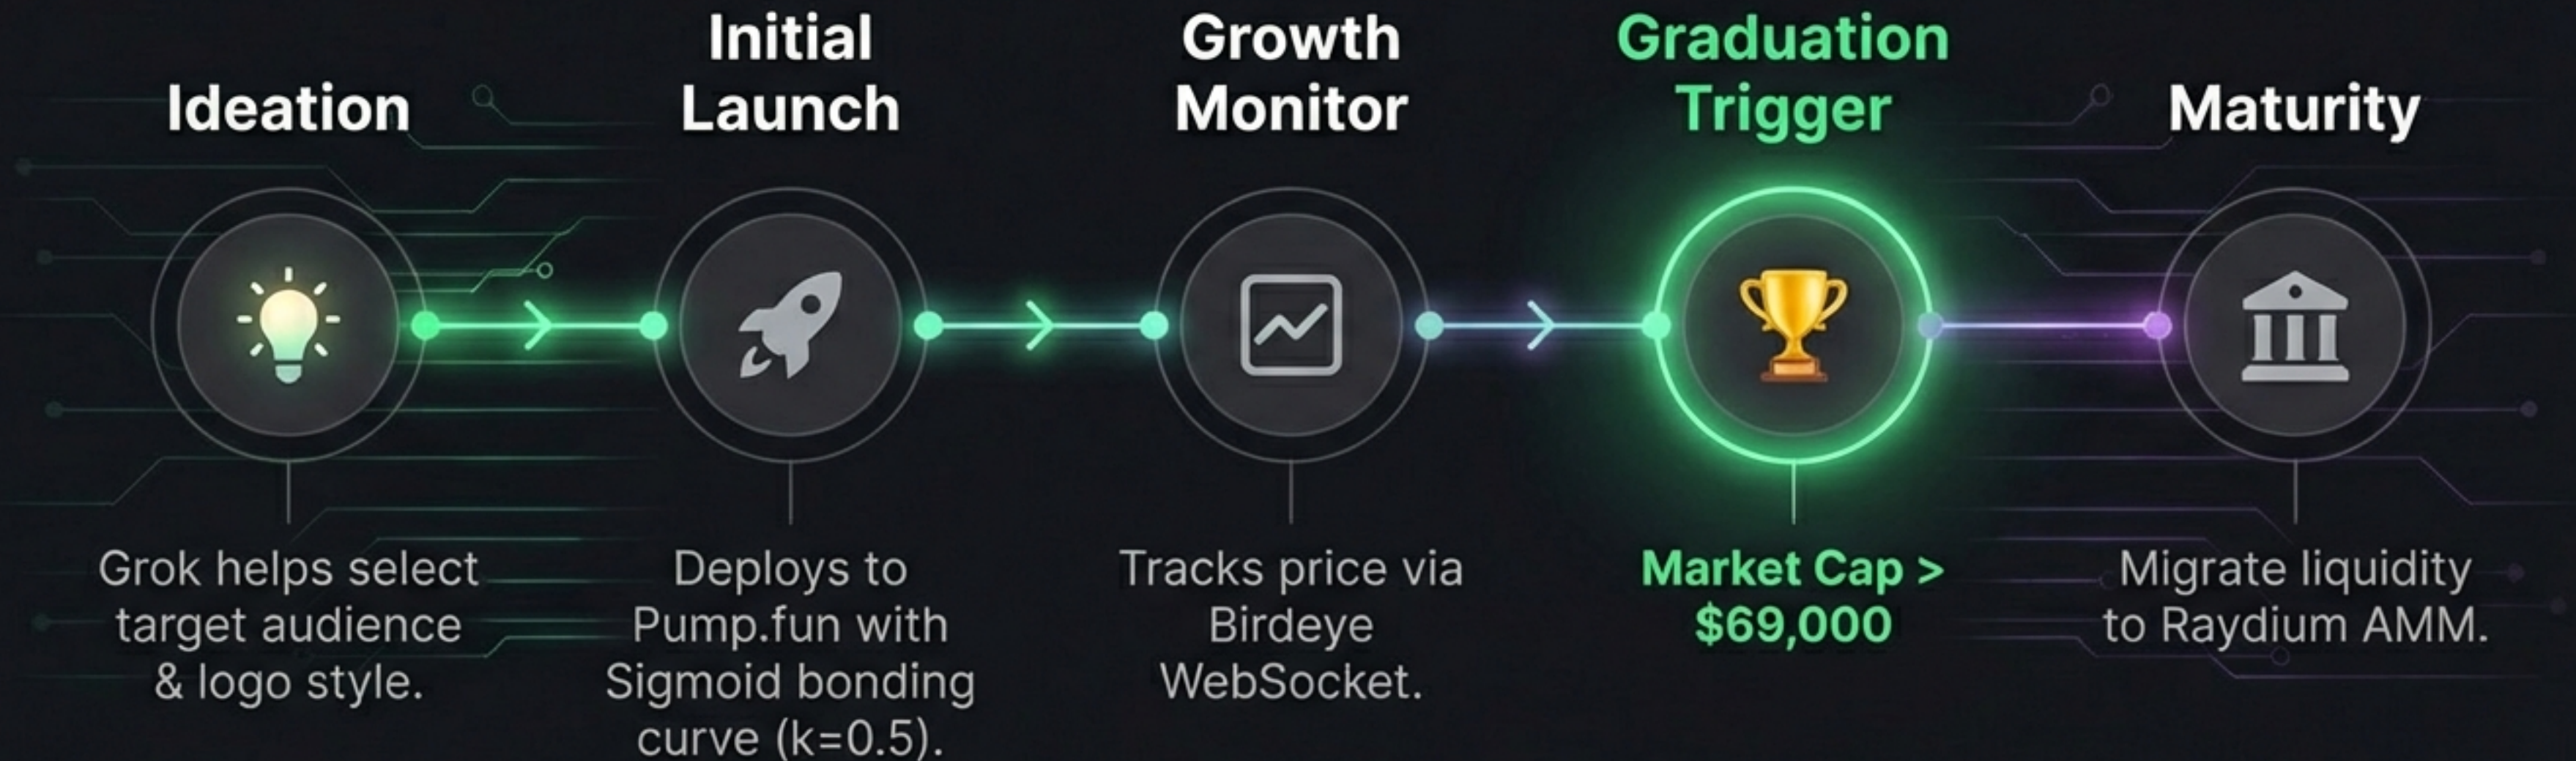 Ideation
Initial
Launch
Growth
Monitor
Graduation
Trigger
Maturity
Grok helps select
target audience
& logo style.
Deploys to
Pump.fun with
Sigmoid bonding
curve (k=0.5).
Tracks price via
Birdeye
WebSocket.
Market Cap >
$69,000
Migrate liquidity
to Raydium AMM.